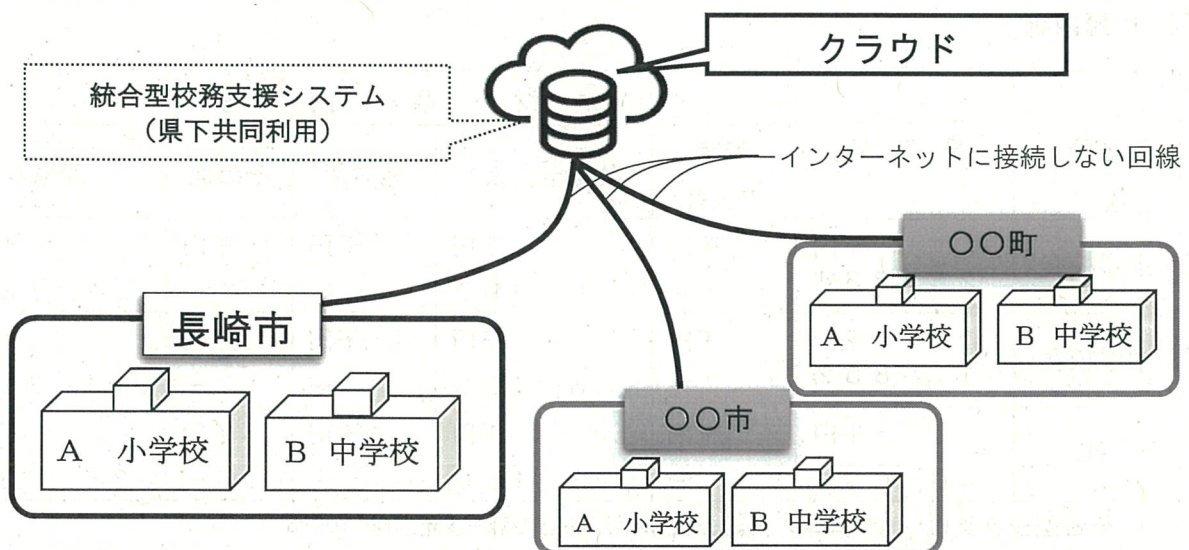 クラウド
統合型校務支援システム
（県下共同利用）
インターネットに接続しない回線
〇〇町
A 小学校
B 中学校
長崎市
A 小学校
B 中学校
〇〇市
A 小学校
B 中学校